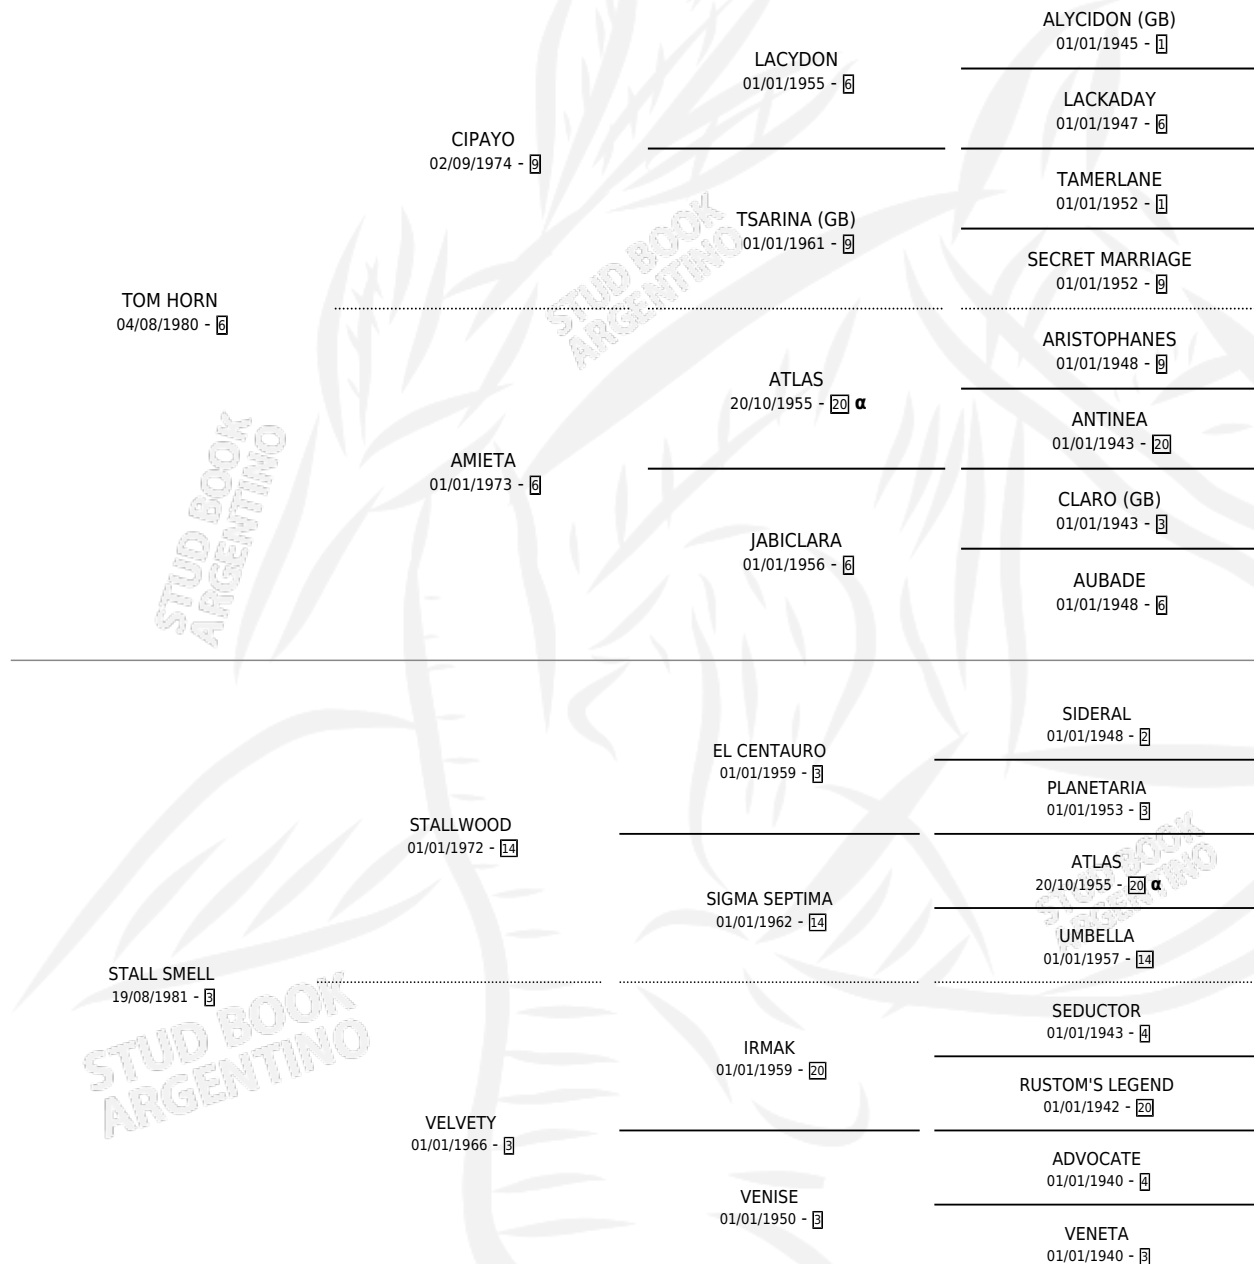 ALYCIDON (GB)
01/01/1945 - 1
LACYDON
01/01/1955 - 6
LACKADAY
01/01/1947 - 6
CIPAYO
02/09/1974 - 9
TAMERLANE
01/01/1952 - 1
TSARINA (GB)
01/01/1961 - 9
SECRET MARRIAGE
01/01/1952 - 9
STUD BOOK
ARGENTINO
TOM HORN
04/08/1980 - 6
ARISTOPHANES
01/01/1948 - 9
ATLAS
20/10/1955 - 20 α
ANTINEA
01/01/1943 - 20
AMIETA
01/01/1973 - 6
CLARO (GB)
01/01/1943 - 3
JABICLARA
01/01/1956 - 6
AUBADE
01/01/1948 - 6
STUD BOOK
ARGENTINO
SIDERAL
01/01/1948 - 2
EL CENTAURO
01/01/1959 - 3
PLANETARIA
01/01/1953 - 3
STALLWOOD
01/01/1972 - 14
ATLAS
20/10/1955 - 20 α
SIGMA SEPTIMA
01/01/1962 - 14
UMBELLA
01/01/1957 - 14
STUD BOOK
ARGENTINO
STALL SMELL
19/08/1981 - 3
SEDUCTOR
01/01/1943 - 4
IRMAK
01/01/1959 - 20
RUSTOM'S LEGEND
01/01/1942 - 20
STUD BOOK
ARGENTINO
VELVETY
01/01/1966 - 3
ADVOCATE
01/01/1940 - 4
VENISE
01/01/1950 - 3
VENETA
01/01/1940 - 3